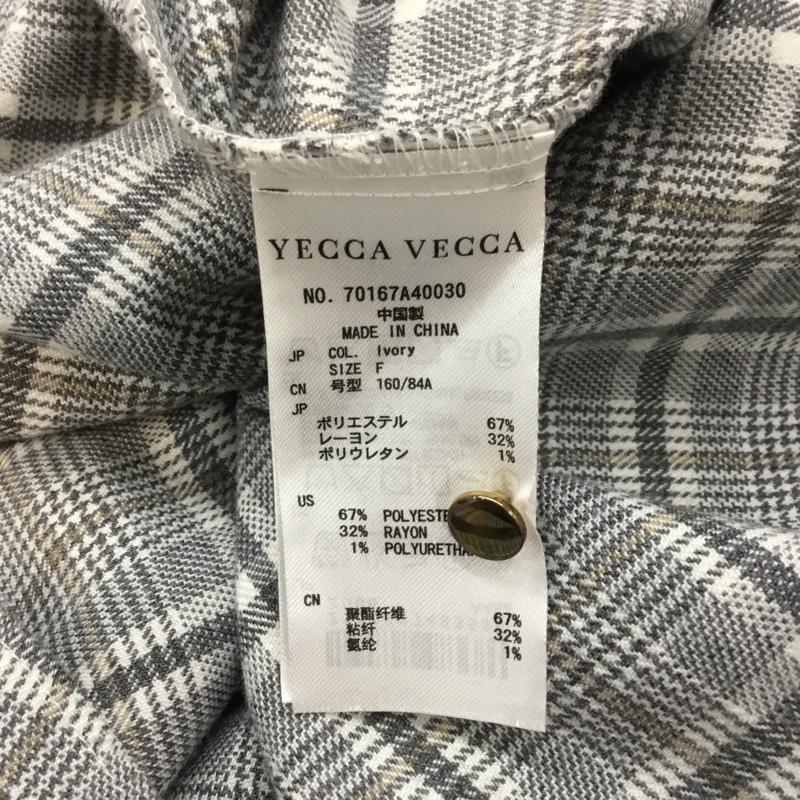 YECCA VECCA
NO. 70167A40030
中国製
MADE IN CHINA
JP COL. Ivory
SIZE F
CN 号型 160/84A
JP
ポリエステル 67%
レーヨン 32%
ポリウレタン 1%
US
67% POLYESTE
32% RAYON
1% POLYURETHA
CN
聚酯纤维 67%
粘纤 32%
氨纶 1%